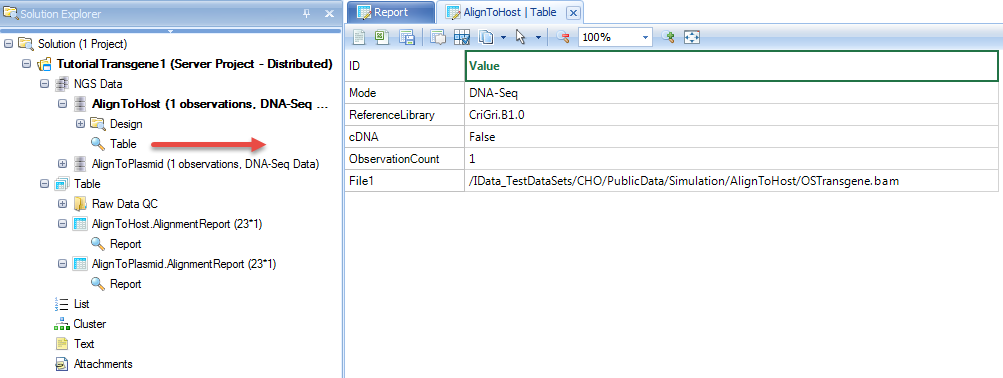 Solution Explorer
Solution (1 Project)
TutorialTransgene1 (Server Project - Distributed)
NGS Data
AlignToHost (1 observations, DNA-Seq ...
Design
Table
AlignToPlasmid (1 observations, DNA-Seq Data)
Table
Raw Data QC
AlignToHost.AlignmentReport (23*1)
Report
AlignToPlasmid.AlignmentReport (23*1)
Report
List
Cluster
Text
Attachments
Report
AlignToHost | Table
100%
ID Value
Mode DNA-Seq
ReferenceLibrary CriGri.B1.0
cDNA False
ObservationCount 1
File1 /IData_TestDataSets/CHO/PublicData/Simulation/AlignToHost/OSTransgene.bam